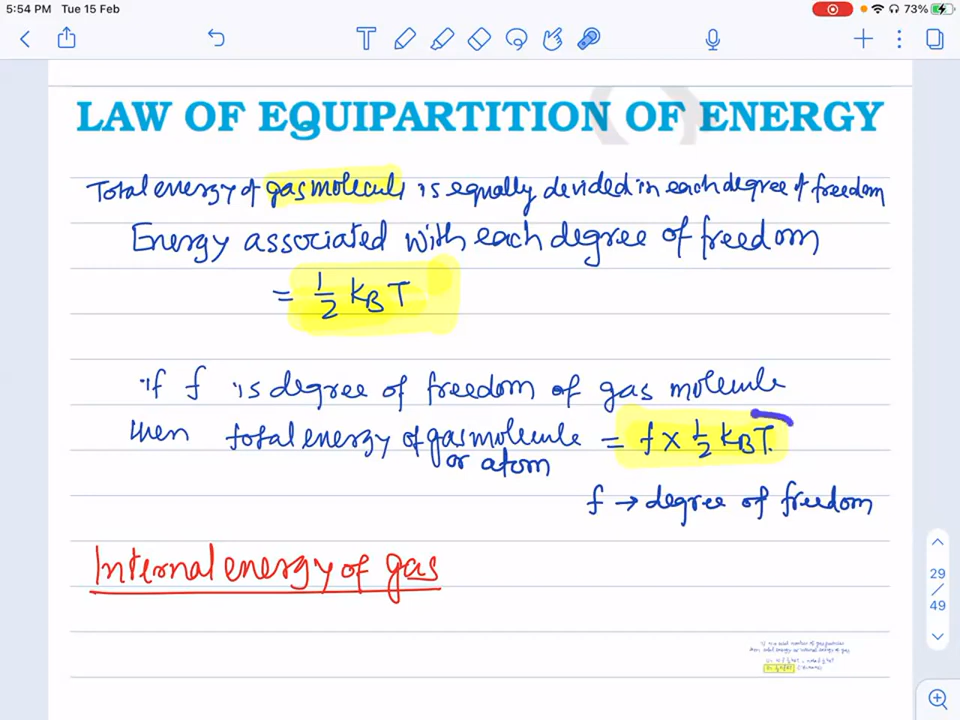 5:54 PM Tue 15 Feb
73%
LAW OF EQUIPARTITION OF ENERGY
Total energy of gas molecule is equally devided in each degree of freedom
Energy associated with each degree of freedom
= 1/2 kBT
if f is degree of freedom of gas molecule
then total energy of gas molecule = f × 1/2 kBT.
or atom
f → degree of freedom
Internal energy of gas
29
/
49